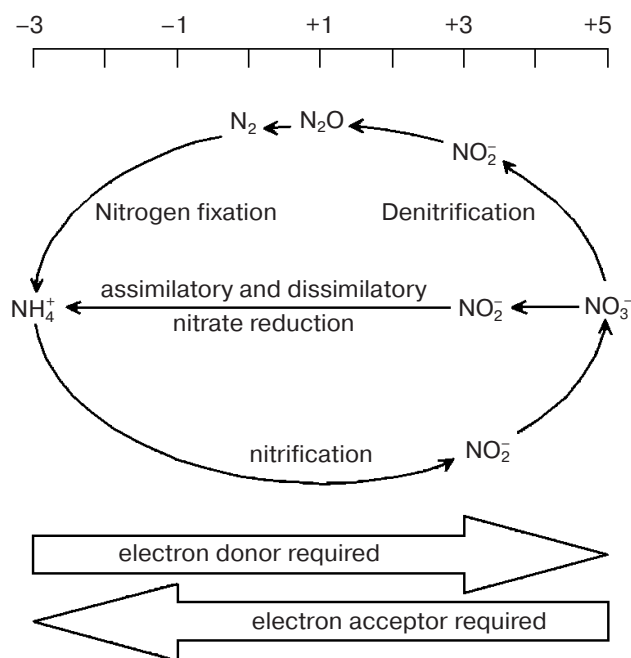 −3 −1 +1 +3 +5
N₂ N₂O
NO₂⁻
Nitrogen fixation Denitrification
assimilatory and dissimilatory
NH₄⁺ NO₂⁻ NO₃⁻
nitrate reduction
nitrification NO₂⁻
electron donor required
electron acceptor required